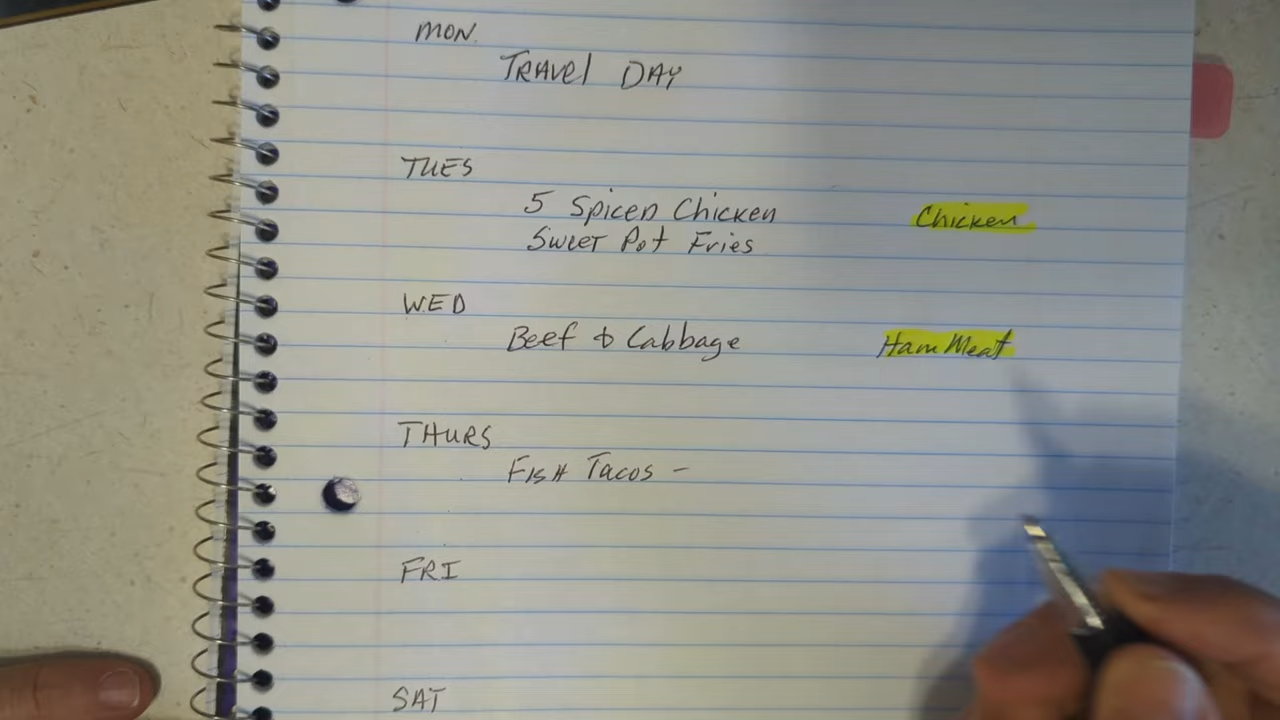 MON.
TRAVEL DAY
TUES
5 Spiced Chicken
Chicken
Sweet Pot Fries
WED
Beef & Cabbage
Ham Meat
THURS
FISH TACOS -
FRI
SAT